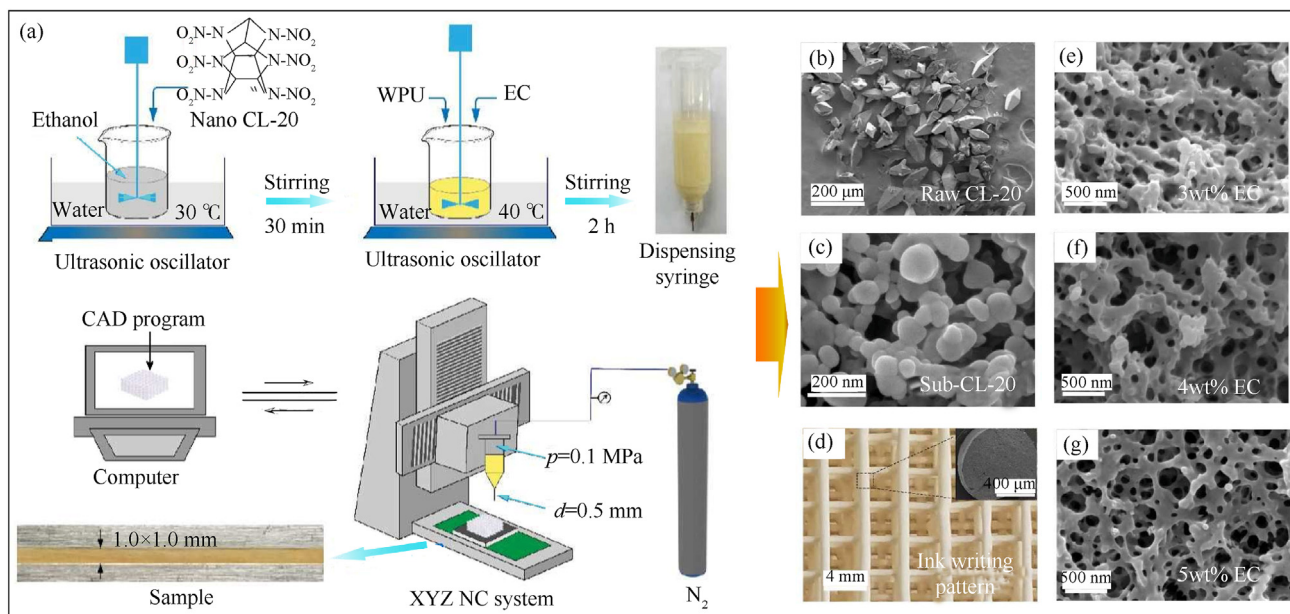 (a)
O₂N-N
N-NO₂
O₂N-N
N-NO₂
O₂N-N
N-NO₂
Nano CL-20
Ethanol
Water
30 ℃
Ultrasonic oscillator
Stirring
30 min
WPU
EC
Water
40 ℃
Ultrasonic oscillator
Stirring
2 h
Dispensing
syringe
CAD program
Computer
p=0.1 MPa
d=0.5 mm
XYZ NC system
N₂
1.0×1.0 mm
Sample
(b)
200 μm
Raw CL-20
(c)
200 nm
Sub-CL-20
(d)
400 μm
4 mm
Ink writing
pattern
(e)
500 nm
3wt% EC
(f)
500 nm
4wt% EC
(g)
500 nm
5wt% EC